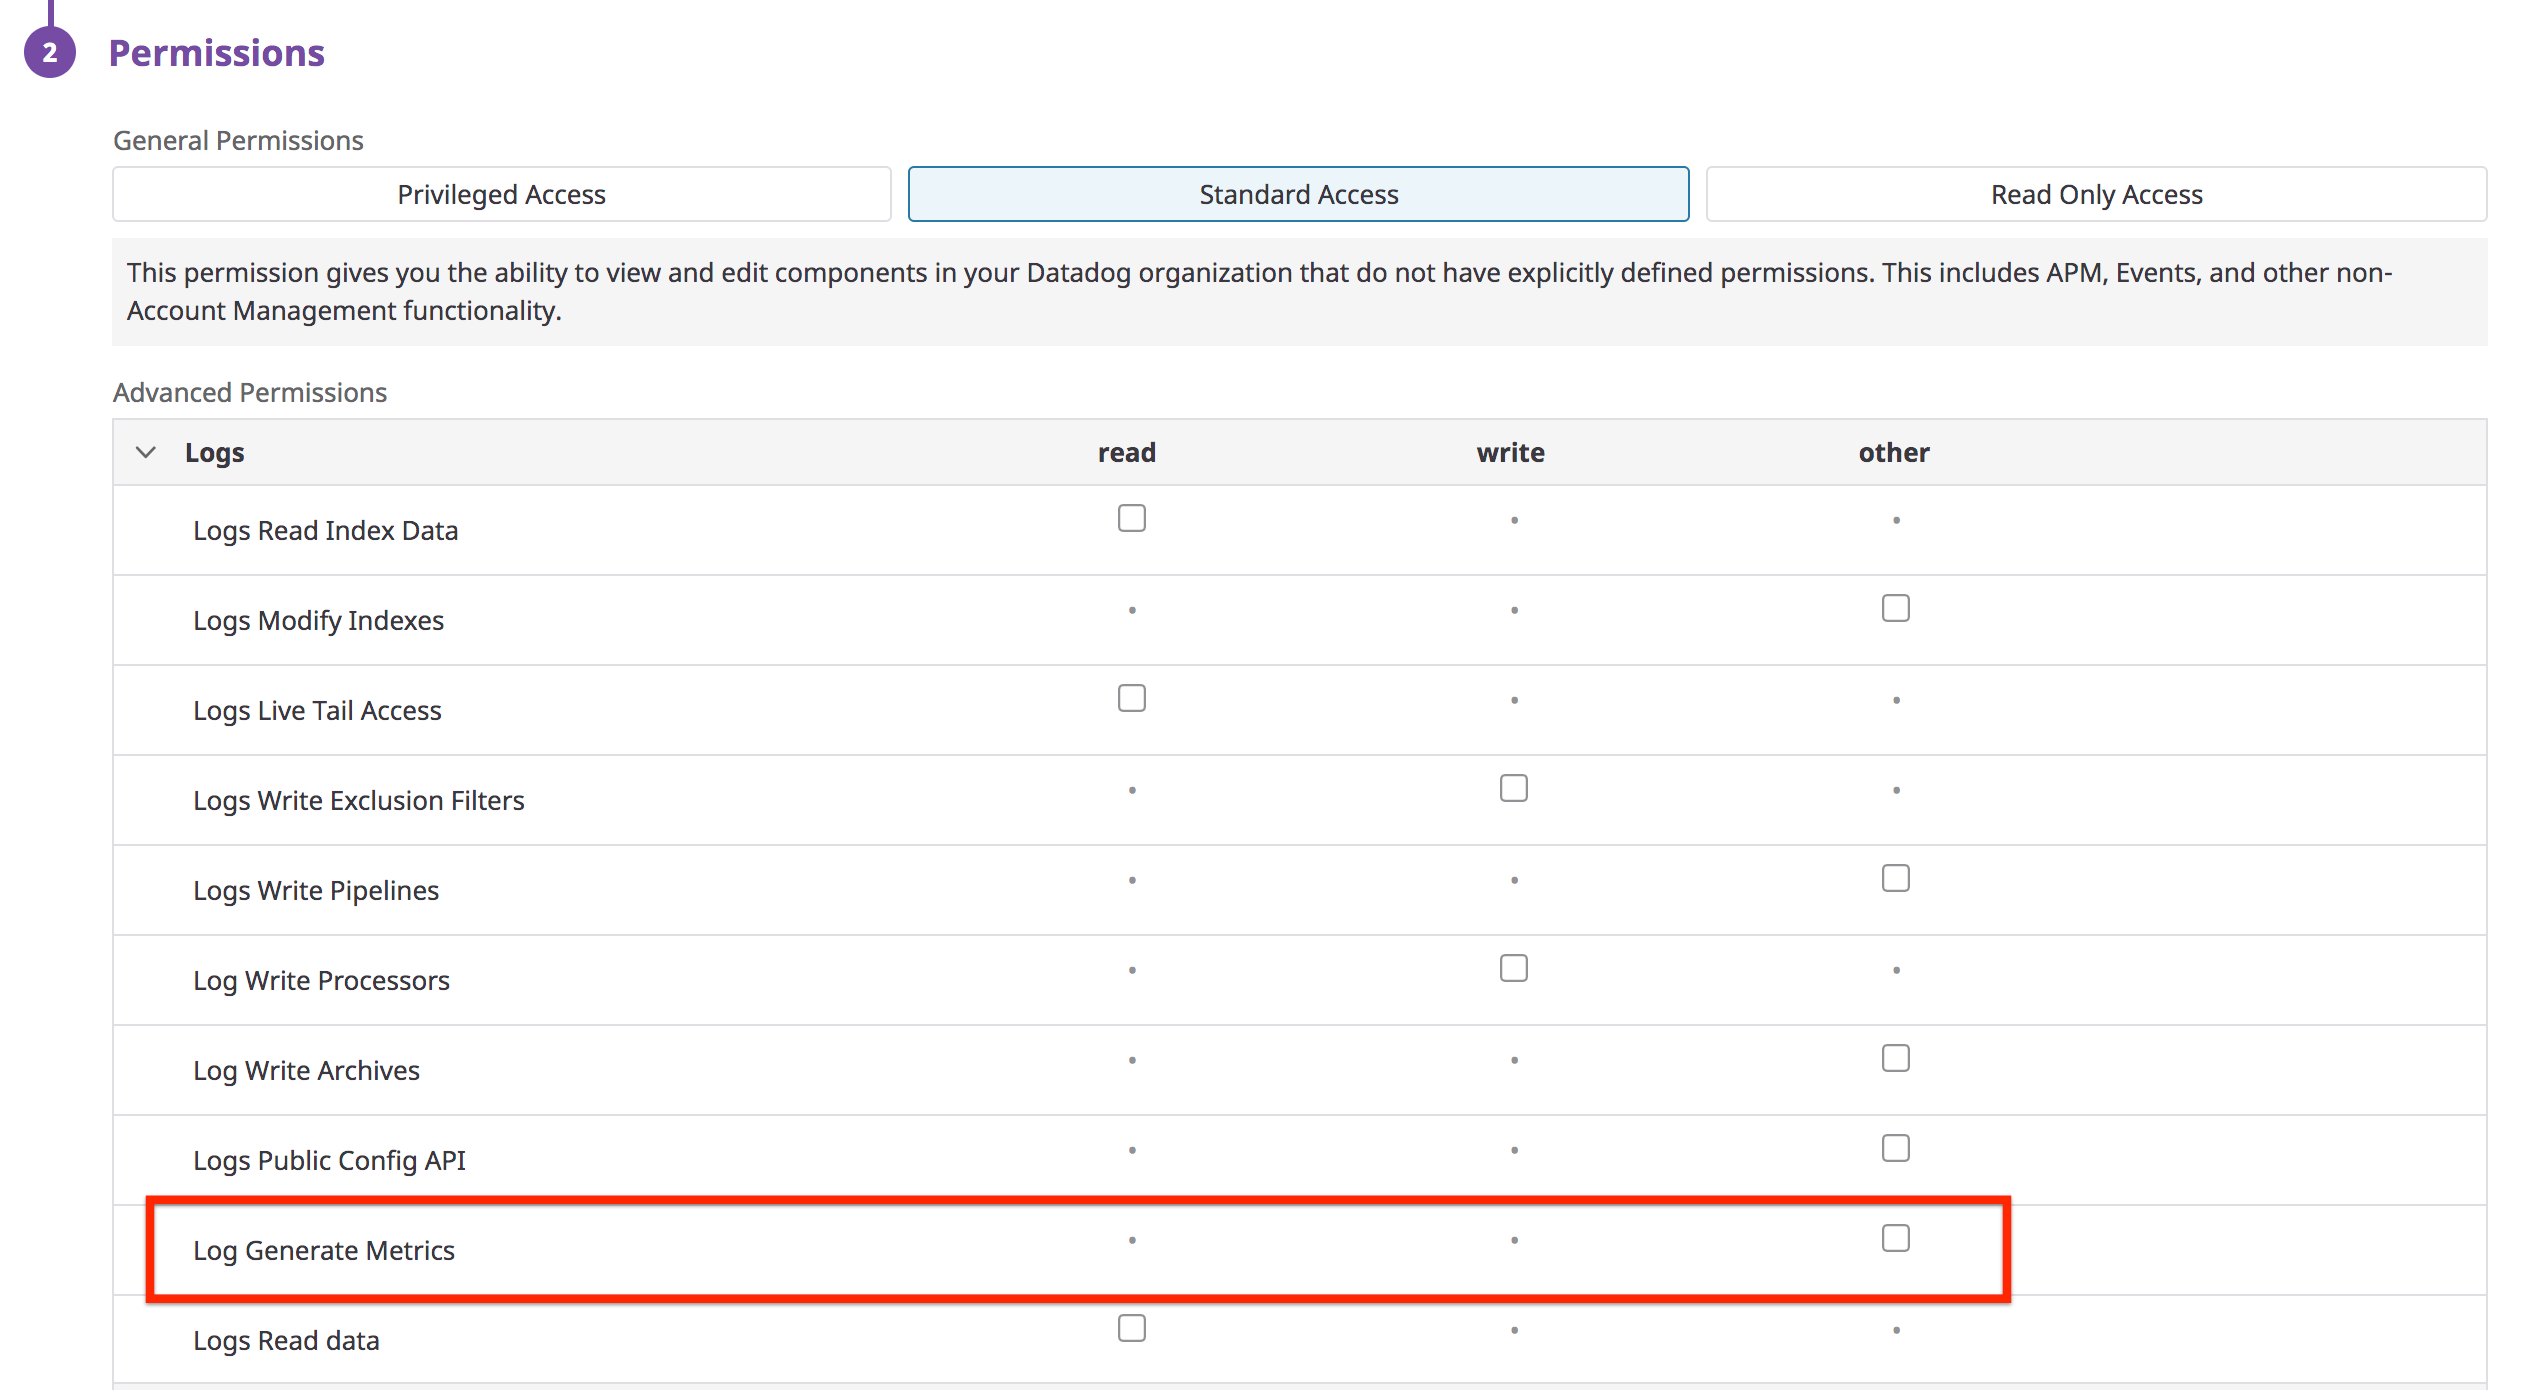 2 Permissions
General Permissions
Privileged Access Standard Access Read Only Access
This permission gives you the ability to view and edit components in your Datadog organization that do not have explicitly defined permissions. This includes APM, Events, and other non-
Account Management functionality.
Advanced Permissions
Logs read write other
Logs Read Index Data
Logs Modify Indexes
Logs Live Tail Access
Logs Write Exclusion Filters
Logs Write Pipelines
Log Write Processors
Log Write Archives
Logs Public Config API
Log Generate Metrics
Logs Read data